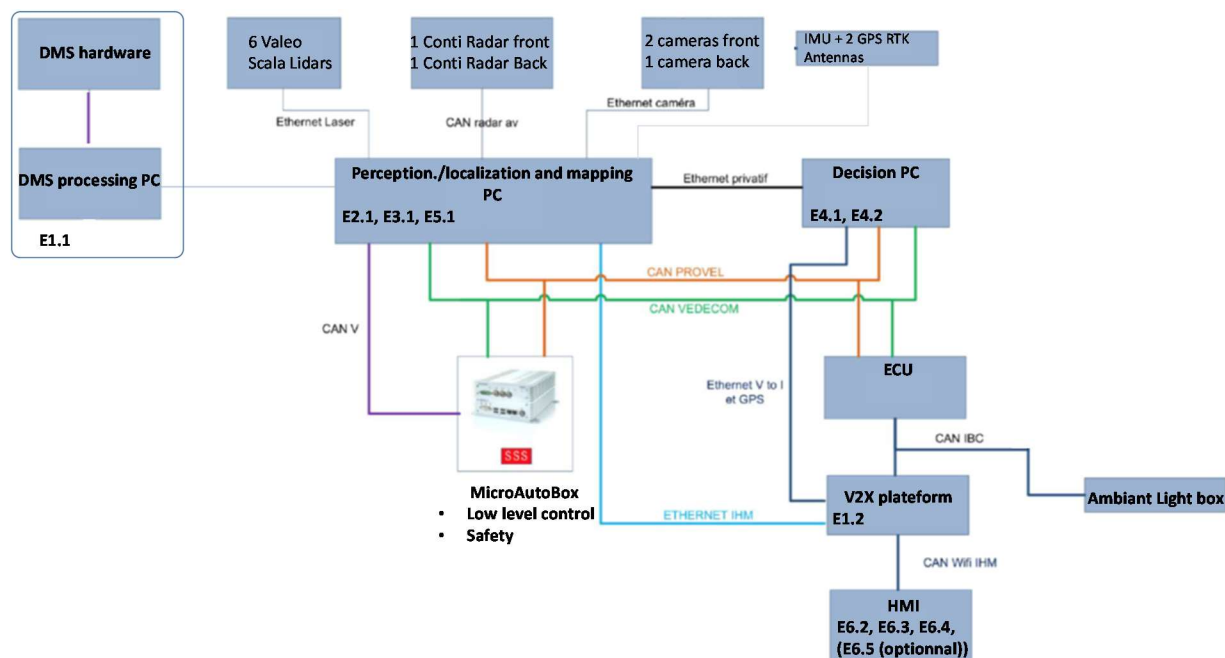 DMS hardware
6 Valeo
Scala Lidars
1 Conti Radar front
1 Conti Radar Back
2 cameras front
1 camera back
IMU + 2 GPS RTK
Antennas
Ethernet Laser
CAN radar av
Ethernet caméra
DMS processing PC
E1.1
Perception./localization and mapping
PC
E2.1, E3.1, E5.1
Ethernet privatif
Decision PC
E4.1, E4.2
CAN PROVEL
CAN VEDECOM
CAN V
Ethernet V to I
et GPS
ECU
CAN IBC
SSS
MicroAutoBox
• Low level control
• Safety
ETHERNET IHM
V2X plateform
E1.2
Ambiant Light box
CAN Wifi IHM
HMI
E6.2, E6.3, E6.4,
(E6.5 (optionnal))